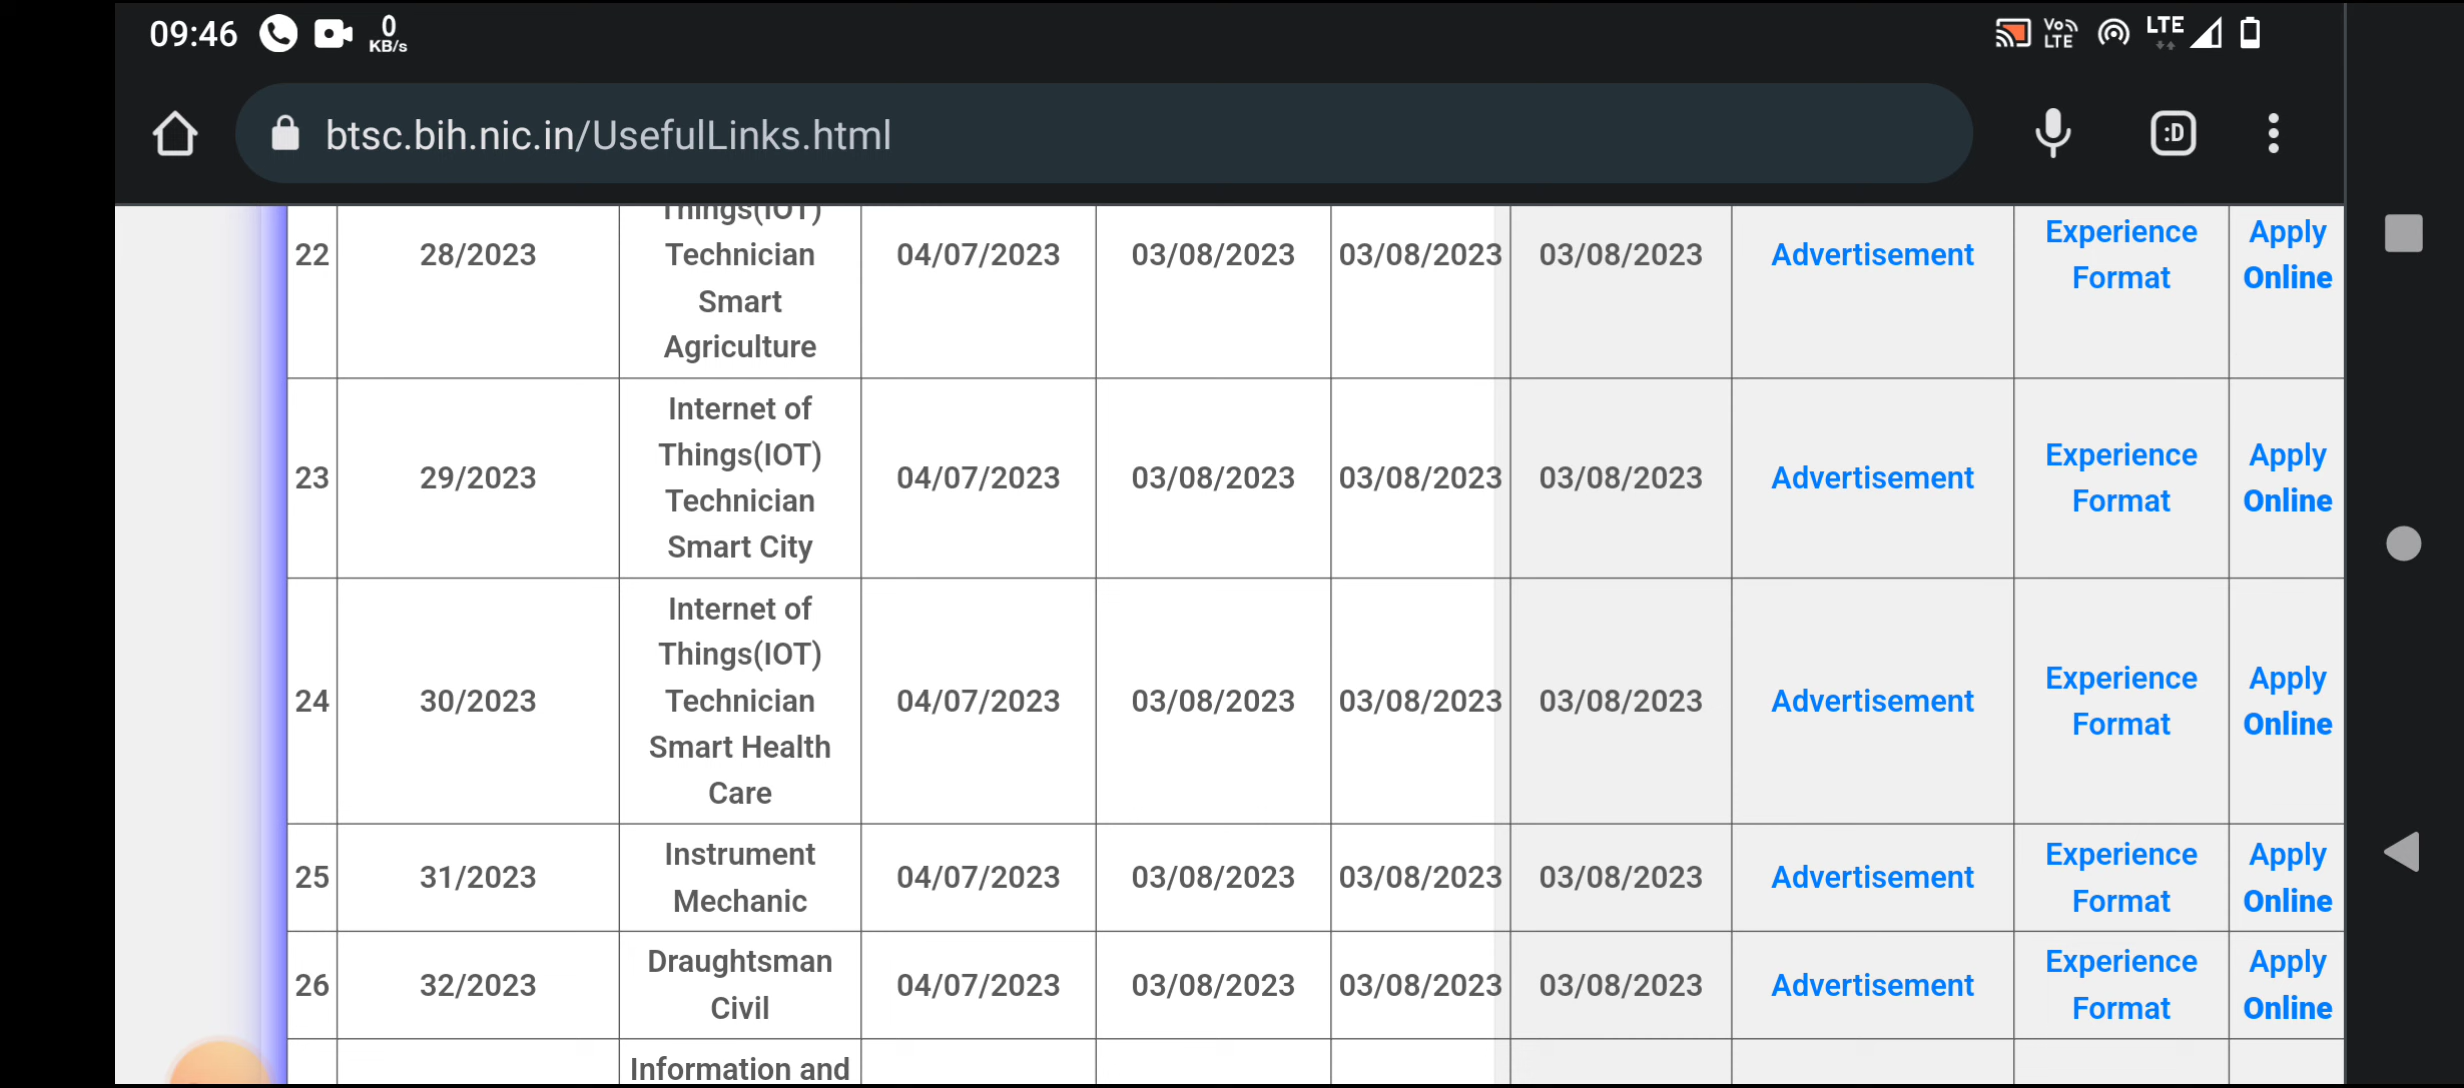 09:46 0 KB/s Vo LTE LTE
btsc.bih.nic.in/UsefulLinks.html :D
Things(IOT)
22 28/2023 Technician 04/07/2023 03/08/2023 03/08/2023 03/08/2023 Advertisement Experience Format Apply Online
Smart
Agriculture
Internet of
Things(IOT)
23 29/2023 Technician 04/07/2023 03/08/2023 03/08/2023 03/08/2023 Advertisement Experience Format Apply Online
Smart City
Internet of
Things(IOT)
24 30/2023 Technician 04/07/2023 03/08/2023 03/08/2023 03/08/2023 Advertisement Experience Format Apply Online
Smart Health
Care
Instrument
25 31/2023 Mechanic 04/07/2023 03/08/2023 03/08/2023 03/08/2023 Advertisement Experience Format Apply Online
Draughtsman
26 32/2023 Civil 04/07/2023 03/08/2023 03/08/2023 03/08/2023 Advertisement Experience Format Apply Online
Information and